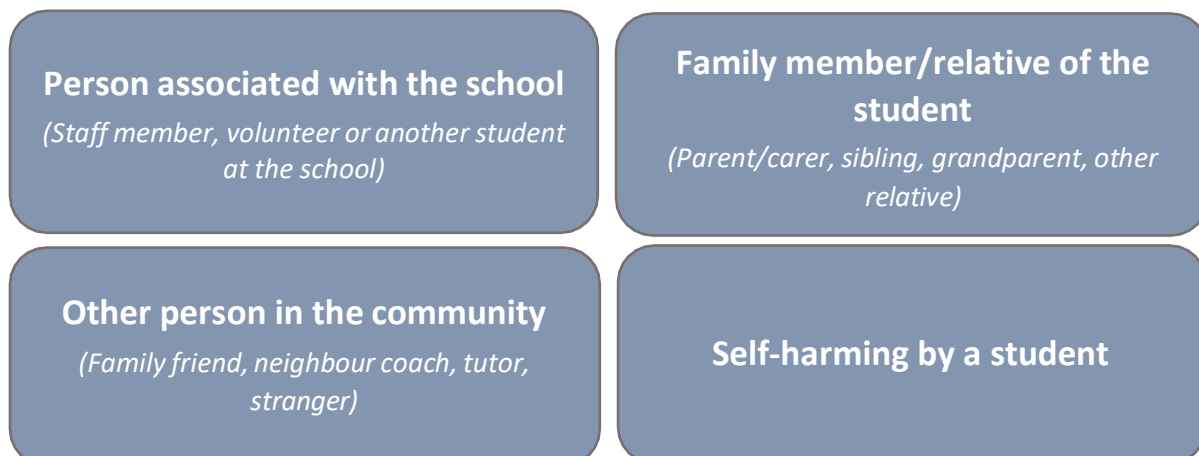 Person associated with the school
(Staff member, volunteer or another student
at the school)
Family member/relative of the
student
(Parent/carer, sibling, grandparent, other
relative)
Other person in the community
(Family friend, neighbour coach, tutor,
stranger)
Self-harming by a student